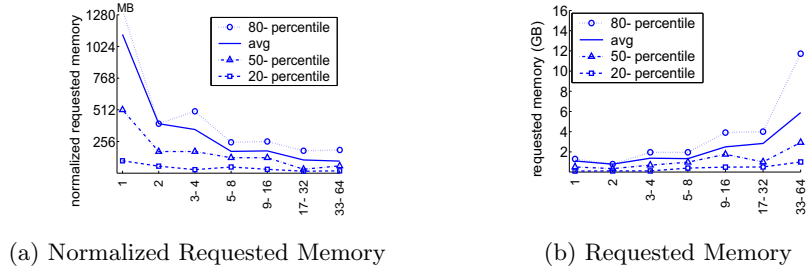 MB
1280
1024
768
512
256
normalized requested memory
80- percentile
avg
50- percentile
20- percentile
1
2
3- 4
5- 8
9- 16
17- 32
33- 64
(a) Normalized Requested Memory
16
14
12
10
8
6
4
2
requested memory (GB)
80- percentile
avg
50- percentile
20- percentile
1
2
3- 4
5- 8
9- 16
17- 32
33- 64
(b) Requested Memory